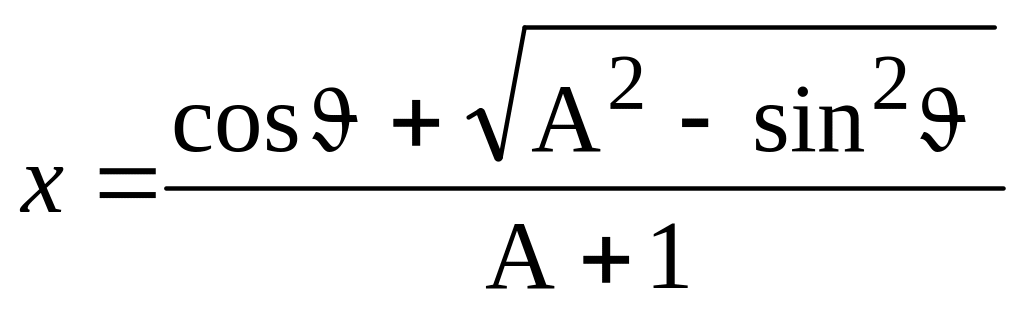 x = (cosϑ + √(A² - sin²ϑ)) / (A + 1)